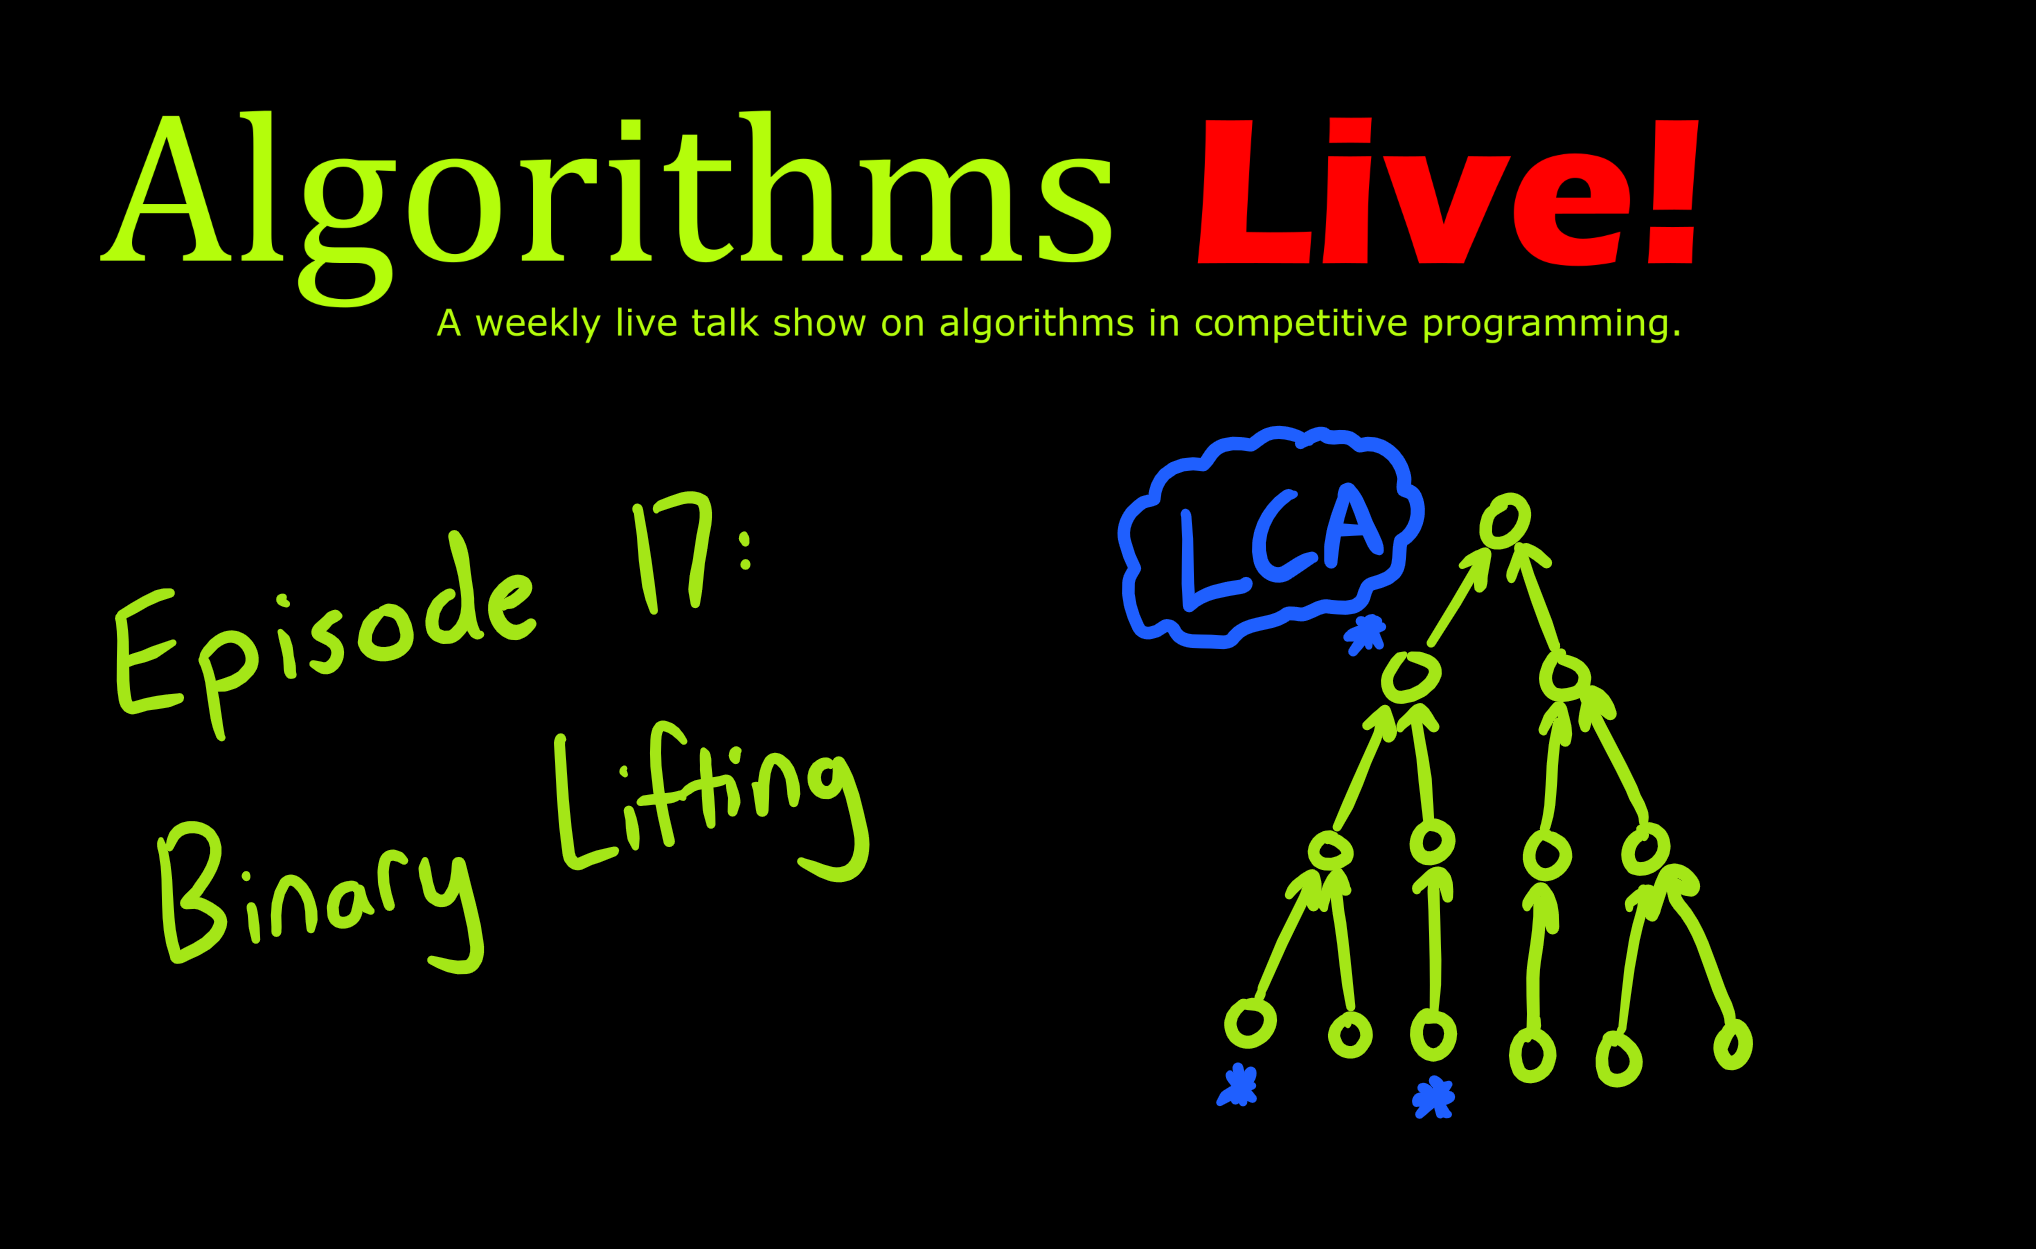 Algorithms Live!
A weekly live talk show on algorithms in competitive programming.
Episode 17:
Binary Lifting
LCA